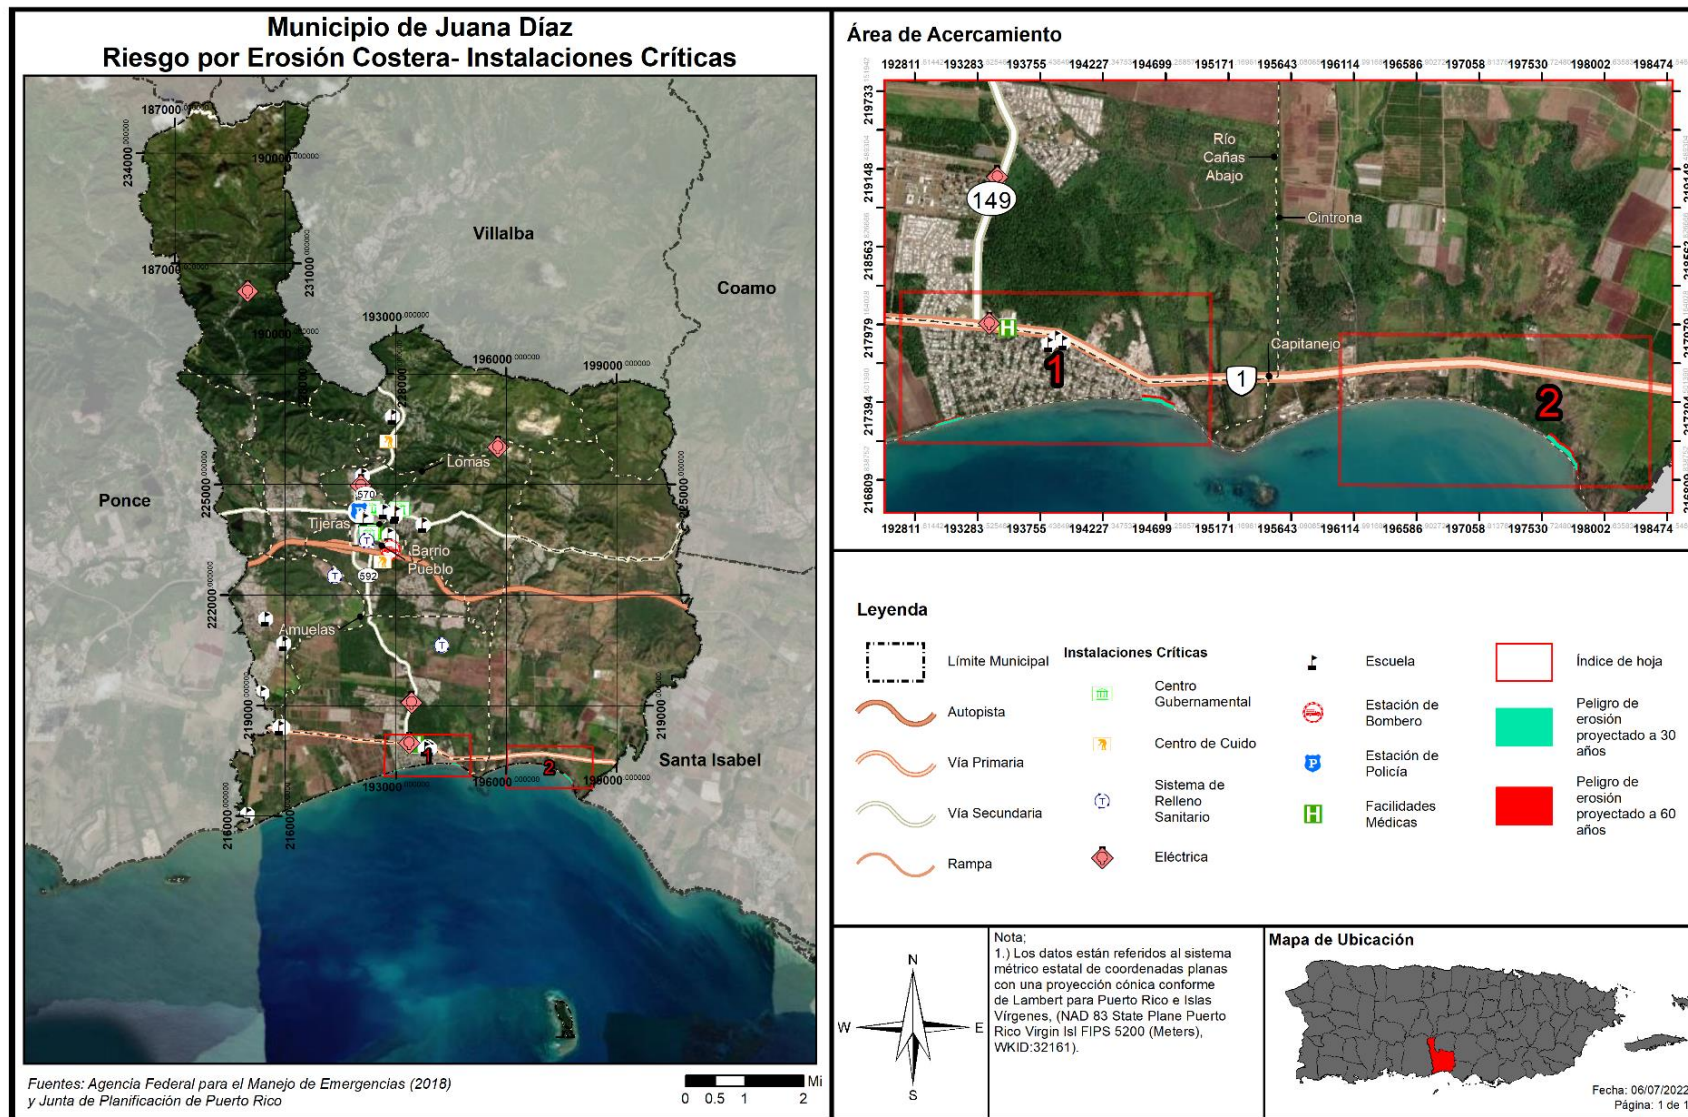 Municipio de Juana Díaz
Riesgo por Erosión Costera- Instalaciones Críticas
187000
234000
190000
187000
231000
Villalba
Coamo
190000
193000
228000
196000
199000
Lomas
Ponce
225000
225000
570
Tijeras
Barrio
Pueblo
592
222000
222000
Amuelas
219000
219000
1
2
Santa Isabel
193000
196000
199000
216000
216000
Fuentes: Agencia Federal para el Manejo de Emergencias (2018)
y Junta de Planificación de Puerto Rico
Mi
0 0.5 1 2
Área de Acercamiento
192811 193283 193755 194227 194699 195171 195643 196114 196586 197058 197530 198002 198474
219733
219148
218563
217979
217394
216809
219148
218563
217979
217394
216809
149
Río
Cañas
Abajo
Cintrona
Capitanejo
1
1
2
192811 193283 193755 194227 194699 195171 195643 196114 196586 197058 197530 198002 198474
Leyenda
Límite Municipal
Autopista
Vía Primaria
Vía Secundaria
Rampa
Instalaciones Críticas
Centro
Gubernamental
Centro de Cuido
Sistema de
Relleno
Sanitario
Eléctrica
Escuela
Estación de
Bombero
Estación de
Policía
Facilidades
Médicas
Índice de hoja
Peligro de
erosión
proyectado a 30
años
Peligro de
erosión
proyectado a 60
años
N
W
E
S
Nota;
1.) Los datos están referidos al sistema
métrico estatal de coordenadas planas
con una proyección cónica conforme
de Lambert para Puerto Rico e Islas
Vírgenes, (NAD 83 State Plane Puerto
Rico Virgin Isl FIPS 5200 (Meters),
WKID:32161).
Mapa de Ubicación
Fecha: 06/07/2022
Página: 1 de 1